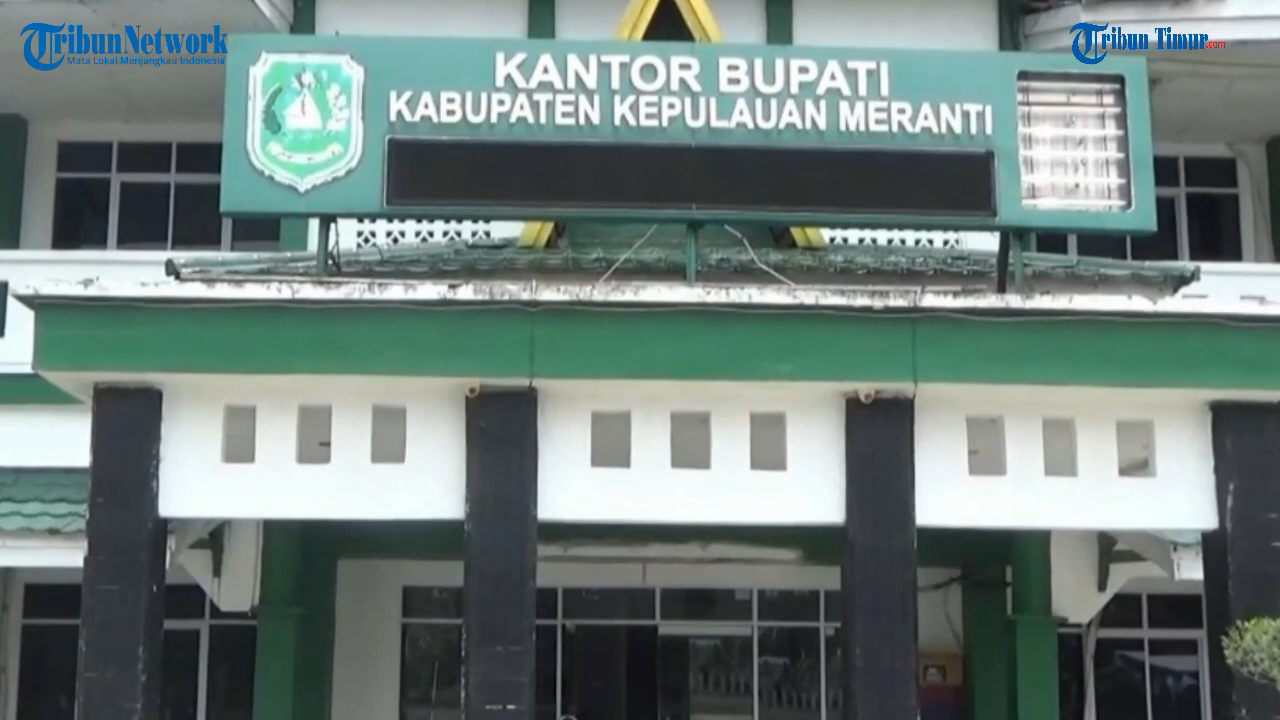 TribunNetwork
Mata Lokal Menjangkau Indonesia
Tribun Timur.com
KANTOR BUPATI
KABUPATEN KEPULAUAN MERANTI